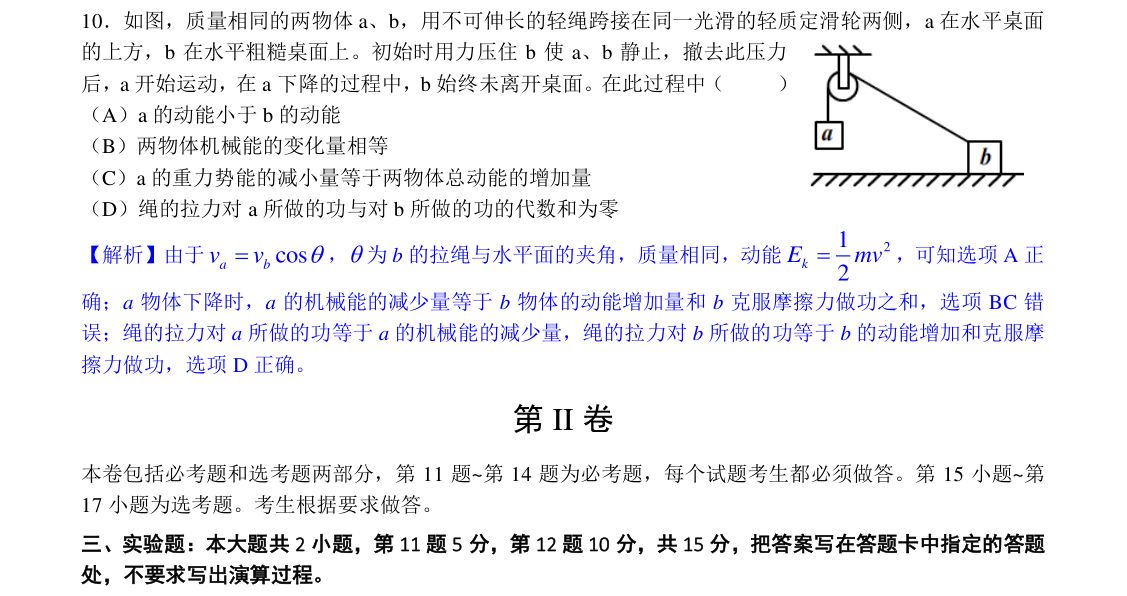 10．如图，质量相同的两物体 a、b，用不可伸长的轻绳跨接在同一光滑的轻质定滑轮两侧，a 在水平桌面
的上方，b 在水平粗糙桌面上。初始时用力压住 b 使 a、b 静止，撤去此压力
后，a 开始运动，在 a 下降的过程中，b 始终未离开桌面。在此过程中（　　）
（A）a 的动能小于 b 的动能
（B）两物体机械能的变化量相等
（C）a 的重力势能的减小量等于两物体总动能的增加量
（D）绳的拉力对 a 所做的功与对 b 所做的功的代数和为零
a
b
【解析】由于 vₐ = v_b cosθ，θ 为 b 的拉绳与水平面的夹角，质量相同，动能 E_k = 1/2 mv²，可知选项 A 正
确；a 物体下降时，a 的机械能的减少量等于 b 物体的动能增加量和 b 克服摩擦力做功之和，选项 BC 错
误；绳的拉力对 a 所做的功等于 a 的机械能的减少量，绳的拉力对 b 所做的功等于 b 的动能增加和克服摩
擦力做功，选项 D 正确。
第 II 卷
本卷包括必考题和选考题两部分，第 11 题~第 14 题为必考题，每个试题考生都必须做答。第 15 小题~第
17 小题为选考题。考生根据要求做答。
三、实验题：本大题共 2 小题，第 11 题 5 分，第 12 题 10 分，共 15 分，把答案写在答题卡中指定的答题
处，不要求写出演算过程。